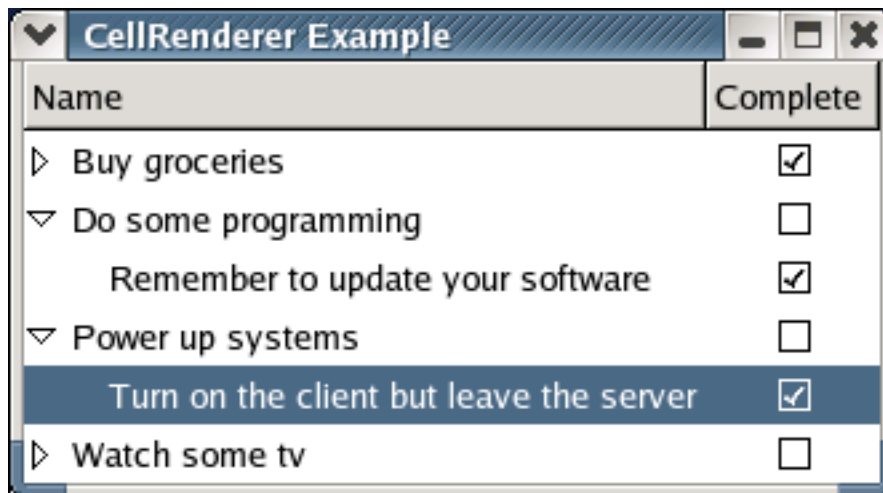 CellRenderer Example
Name Complete
Buy groceries
Do some programming
Remember to update your software
Power up systems
Turn on the client but leave the server
Watch some tv